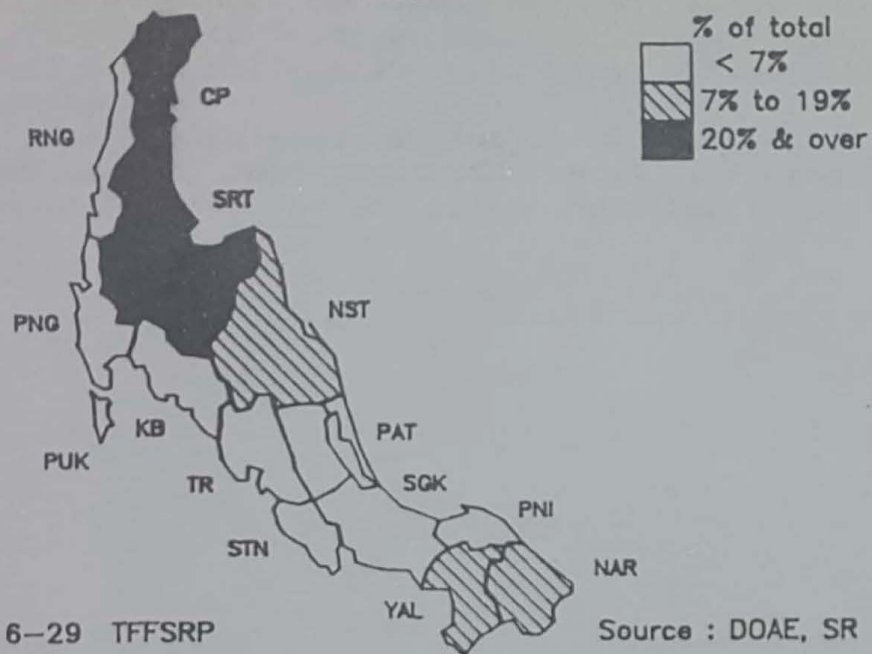 % of total
< 7%
7% to 19%
20% & over
CP
RNG
SRT
PNG
NST
KB
PUK
PAT
TR
SGK
PNI
STN
NAR
YAL
6-29 TFFSRP
Source : DOAE, SR